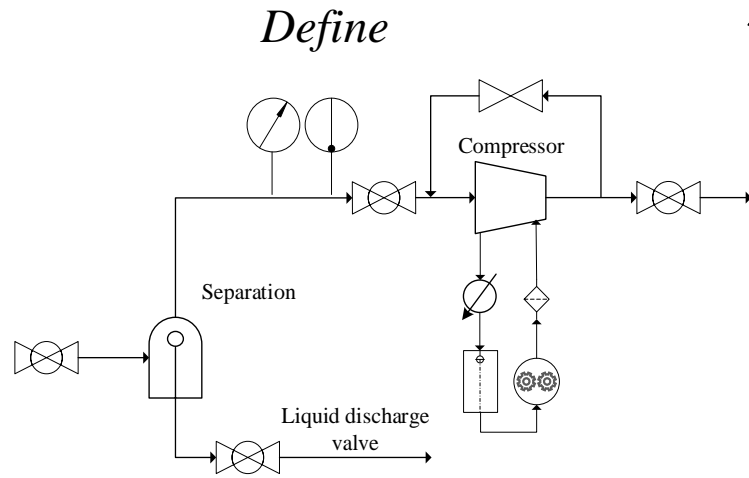 Define
Compressor
Separation
Liquid discharge
valve